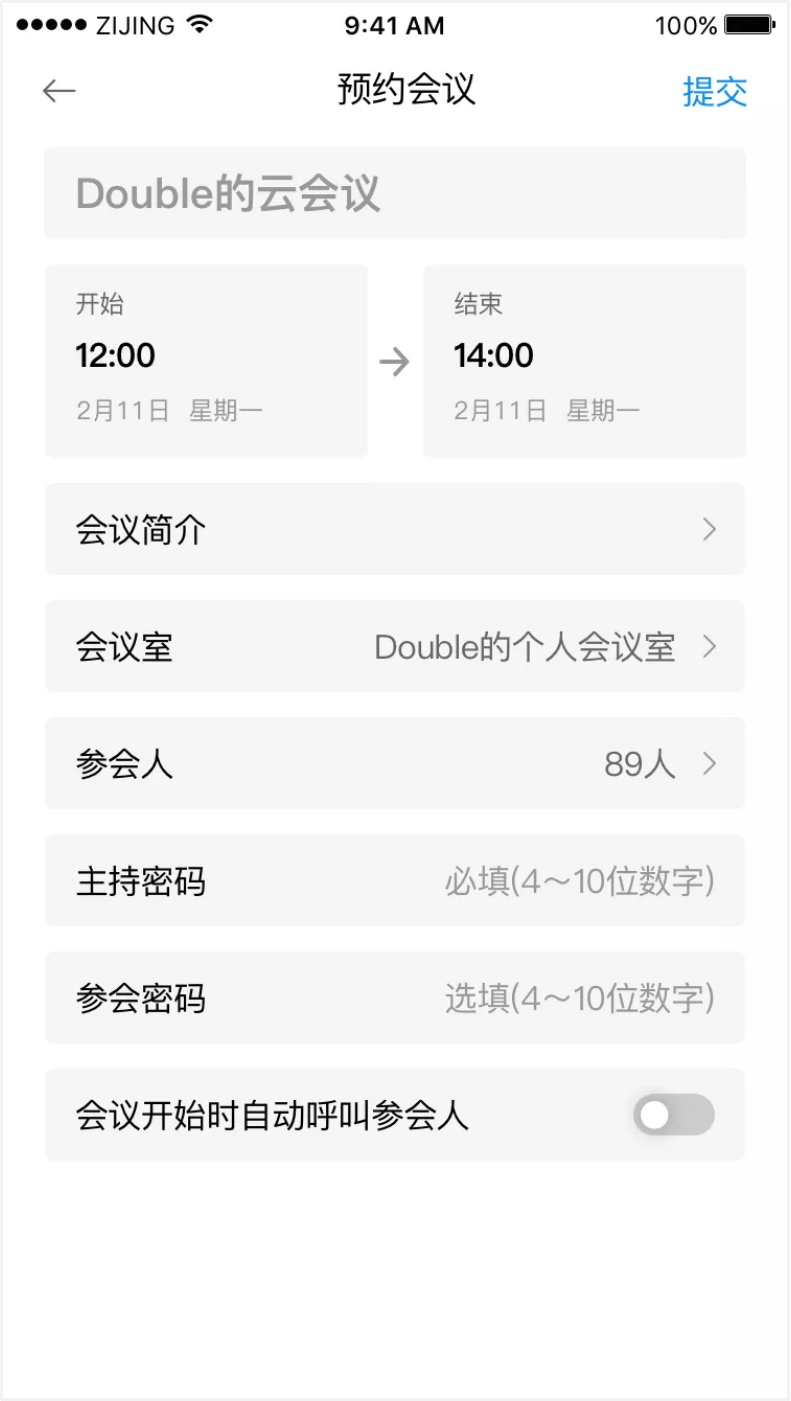 ZIJING 9:41 AM 100%
预约会议 提交
Double的云会议
开始 结束
12:00 14:00
2月11日 星期一 2月11日 星期一
会议简介
会议室 Double的个人会议室
参会人 89人
主持密码 必填(4～10位数字)
参会密码 选填(4～10位数字)
会议开始时自动呼叫参会人